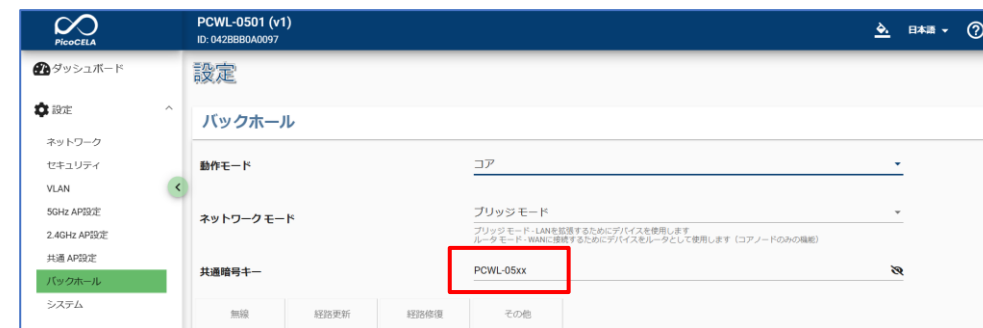 PicoCELA
PCWL-0501 (v1)
ID: 042BBB0A0097
日本語
ダッシュボード
設定
ネットワーク
セキュリティ
VLAN
5GHz AP設定
2.4GHz AP設定
共通 AP設定
バックホール
システム
設定
バックホール
動作モード
コア
ネットワーク モード
ブリッジ モード
ブリッジ モード - LANを拡張するためにデバイスを使用します
ルータ モード - WANに接続するためにデバイスをルータとして使用します（コアノードのみの機能）
共通暗号キー
PCWL-05xx
無線 経路更新 経路修復 その他